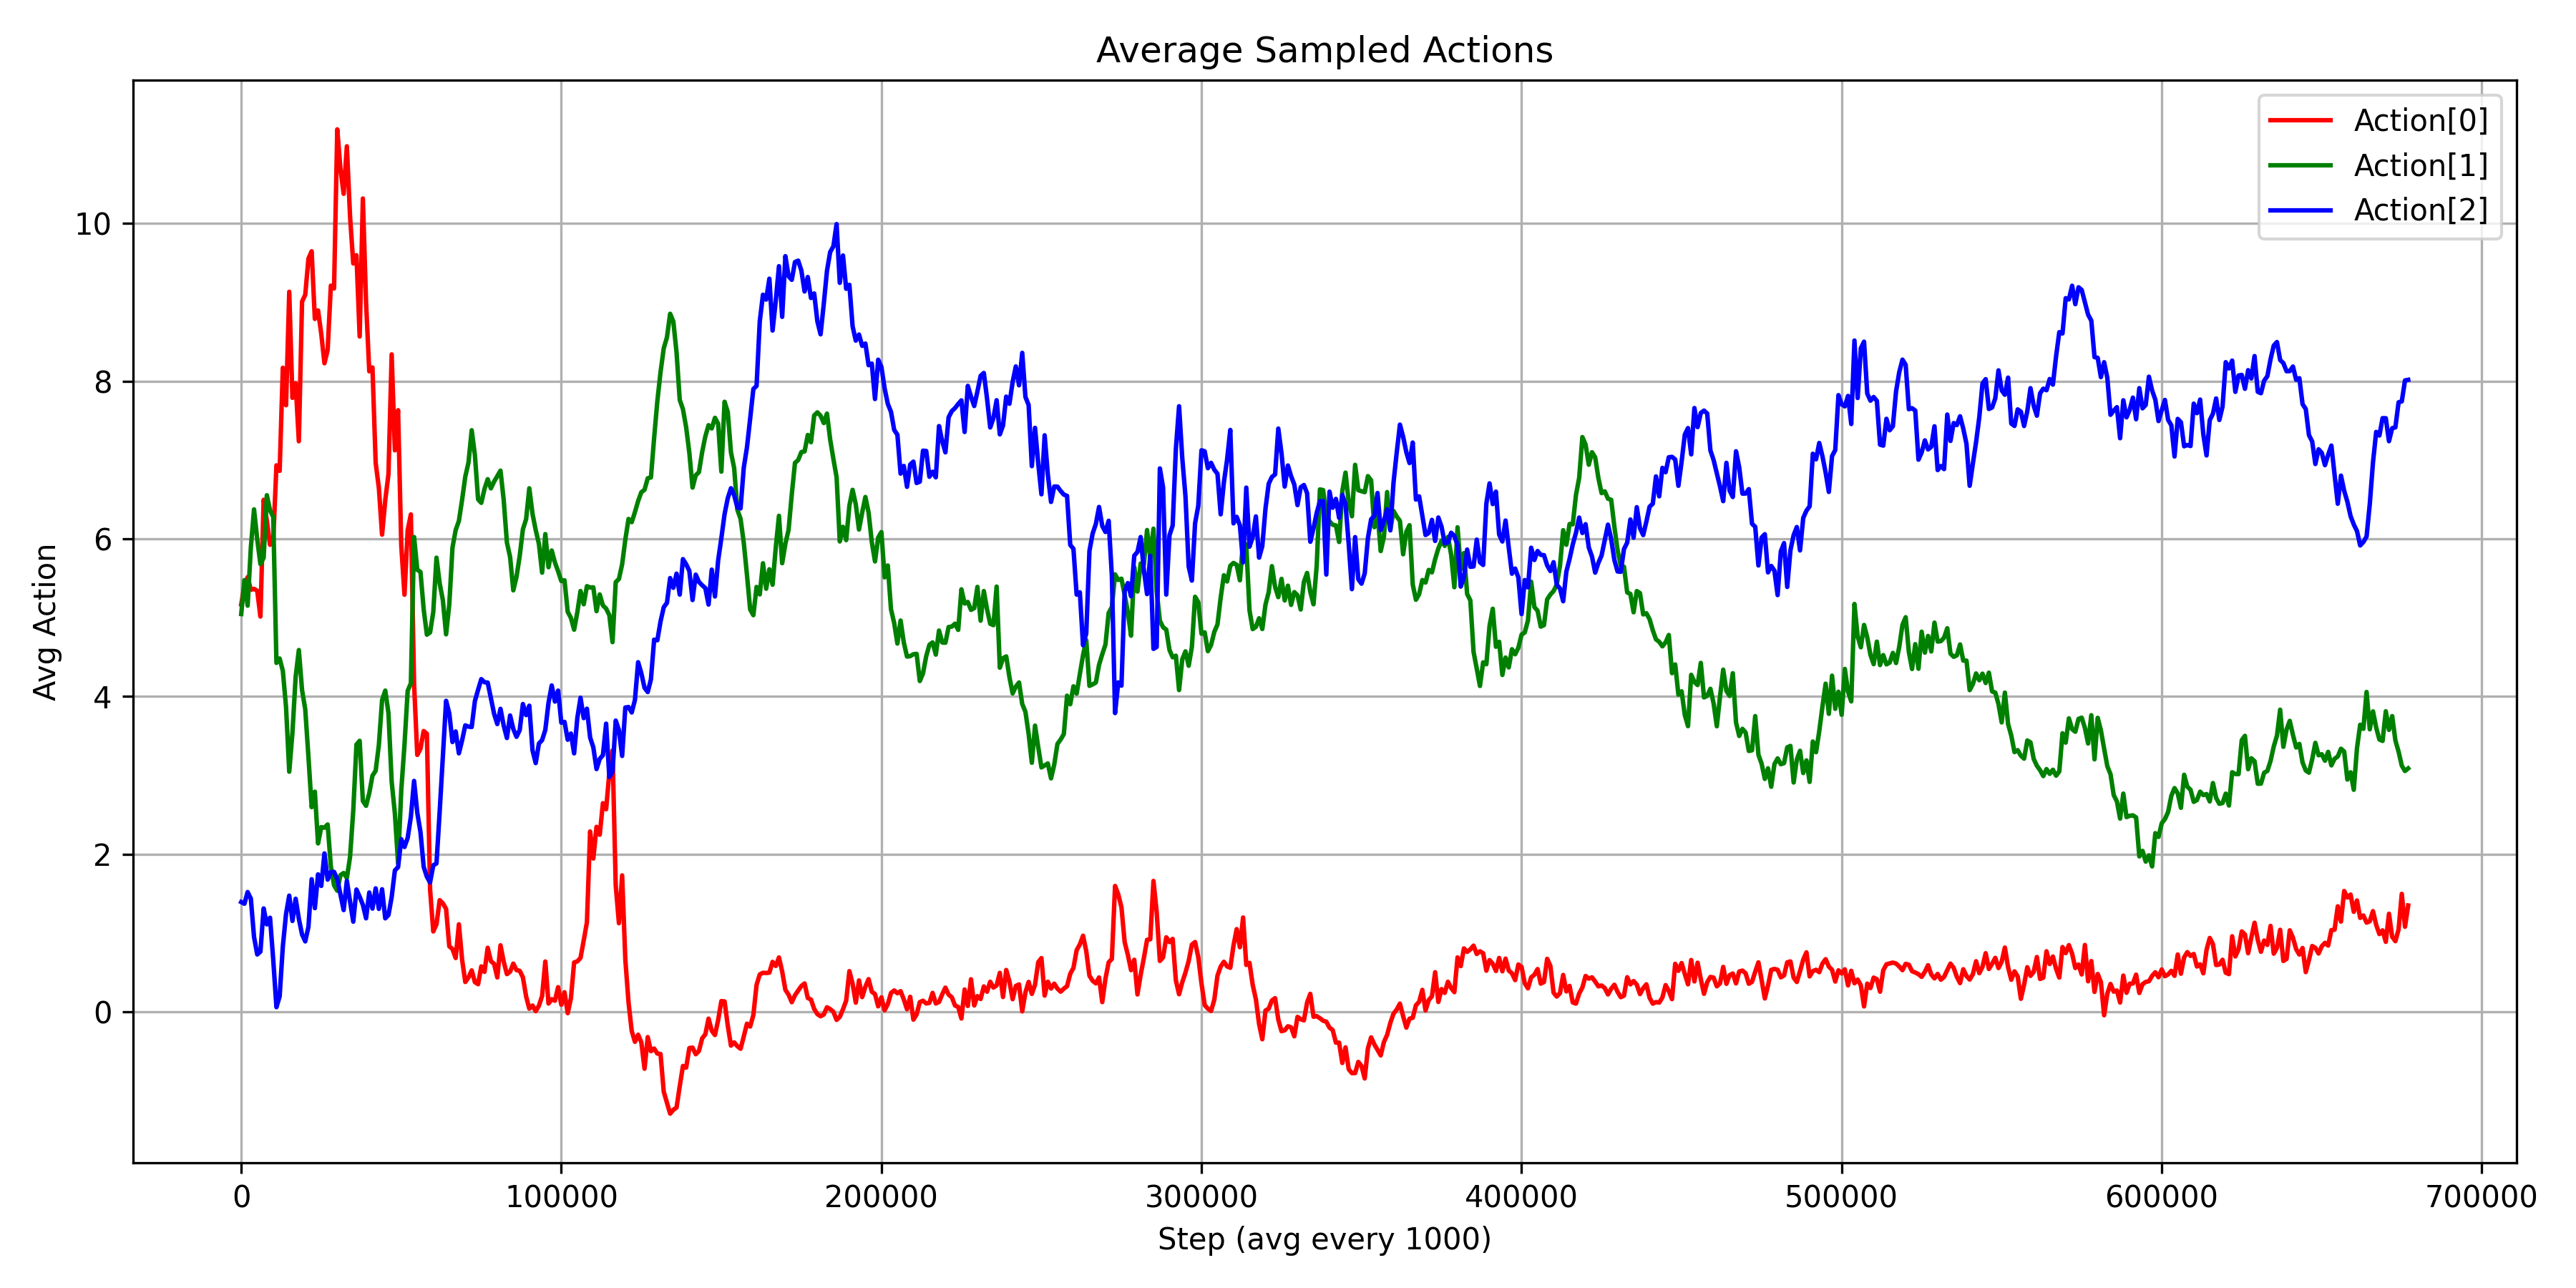 Average Sampled Actions
Action[0]
Action[1]
Action[2]
Avg Action
10
8
6
4
2
0
0 100000 200000 300000 400000 500000 600000 700000
Step (avg every 1000)